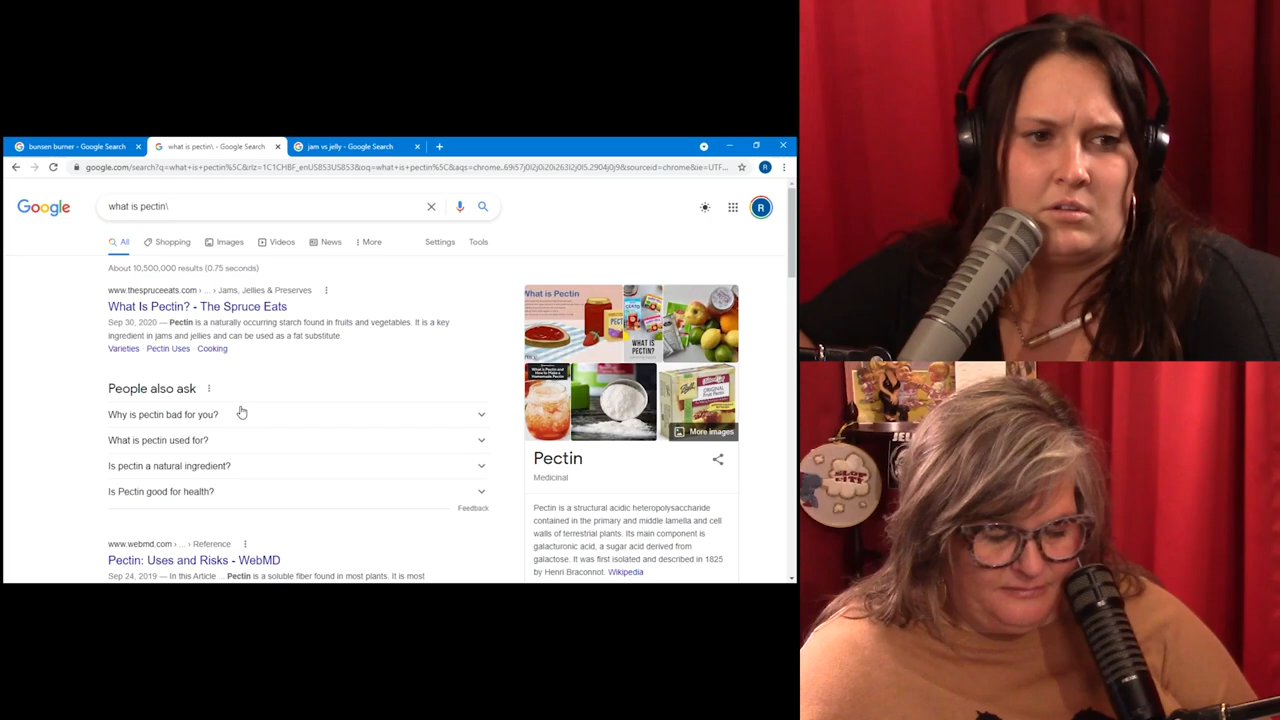 bunsen burner - Google Search
what is pectin\ - Google Search
jam vs jelly - Google Search
google.com/search?q=what+is+pectin%5C&rlz=1C1CHBF_enUS853US853&oq=what+is+pectin%5C&aqs=chrome..69i57j0l2j0i20i263l2j0l5.2904j0j9&sourceid=chrome&ie=UTF...
R
Google
what is pectin\
R
All
Shopping
Images
Videos
News
More
Settings
Tools
About 10,500,000 results (0.75 seconds)
www.thespruceeats.com › ... › Jams, Jellies & Preserves
What Is Pectin? - The Spruce Eats
Sep 30, 2020 — Pectin is a naturally occurring starch found in fruits and vegetables. It is a key
ingredient in jams and jellies and can be used as a fat substitute.
Varieties · Pectin Uses · Cooking
People also ask
Why is pectin bad for you?
What is pectin used for?
Is pectin a natural ingredient?
Is Pectin good for health?
Feedback
www.webmd.com › ... › Reference
Pectin: Uses and Risks - WebMD
Sep 24, 2019 — In this Article ... Pectin is a soluble fiber found in most plants. It is most
What is Pectin
WHAT IS
PECTIN?
Ball
ORIGINAL
More images
Pectin
Medicinal
Pectin is a structural acidic heteropolysaccharide
contained in the primary and middle lamella and cell
walls of terrestrial plants. Its main component is
galacturonic acid, a sugar acid derived from
galactose. It was first isolated and described in 1825
by Henri Braconnot. Wikipedia
SLOP
CITY